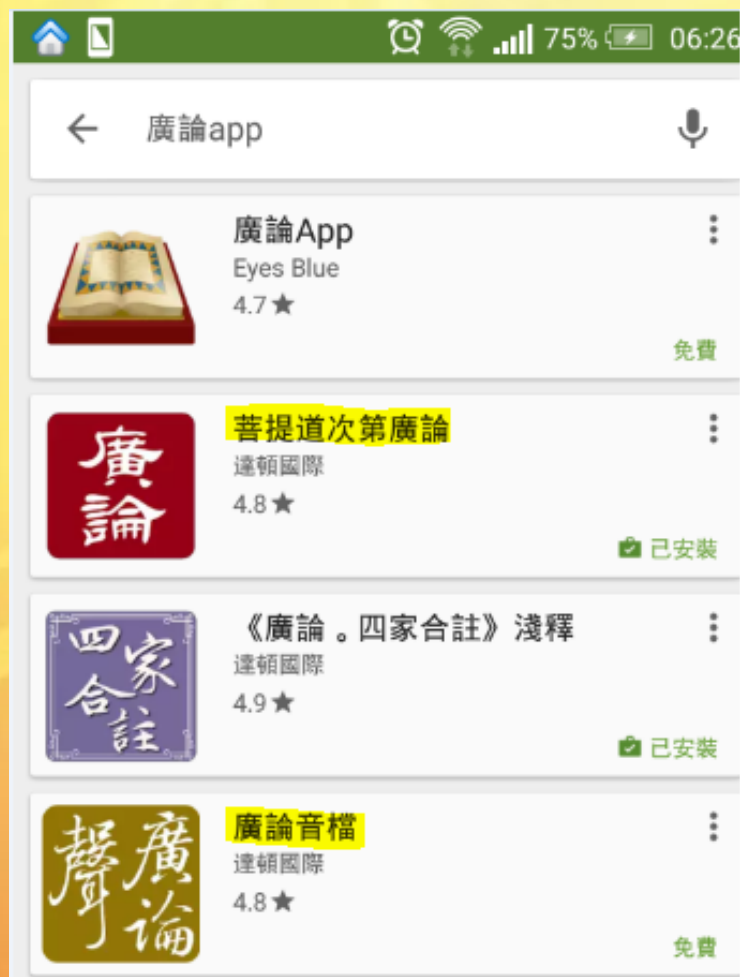 75% 06:26
廣論app
廣論App
Eyes Blue
4.7★
免費
廣
論
菩提道次第廣論
達頓國際
4.8★
已安裝
四家
合註
《廣論。四家合註》淺釋
達頓國際
4.9★
已安裝
廣論
聲
廣論音檔
達頓國際
4.8★
免費